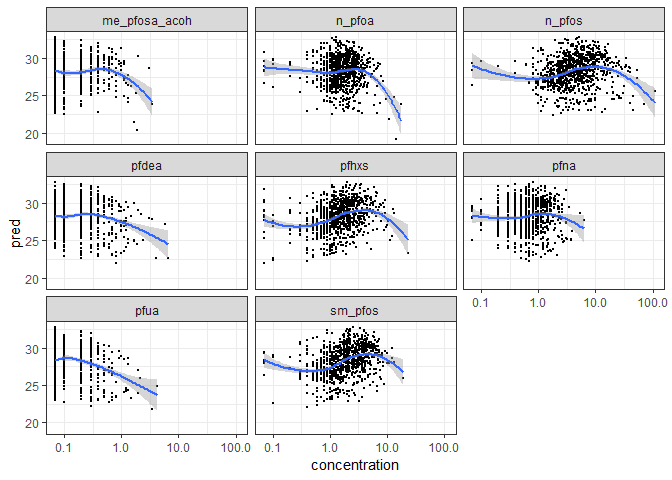 me_pfosa_acoh n_pfoa n_pfos
30
25
20
pfdea pfhxs pfna
30
25
20
pred
0.1 1.0 10.0 100.0
pfua sm_pfos
30
25
20
0.1 1.0 10.0 100.0 0.1 1.0 10.0 100.0
concentration